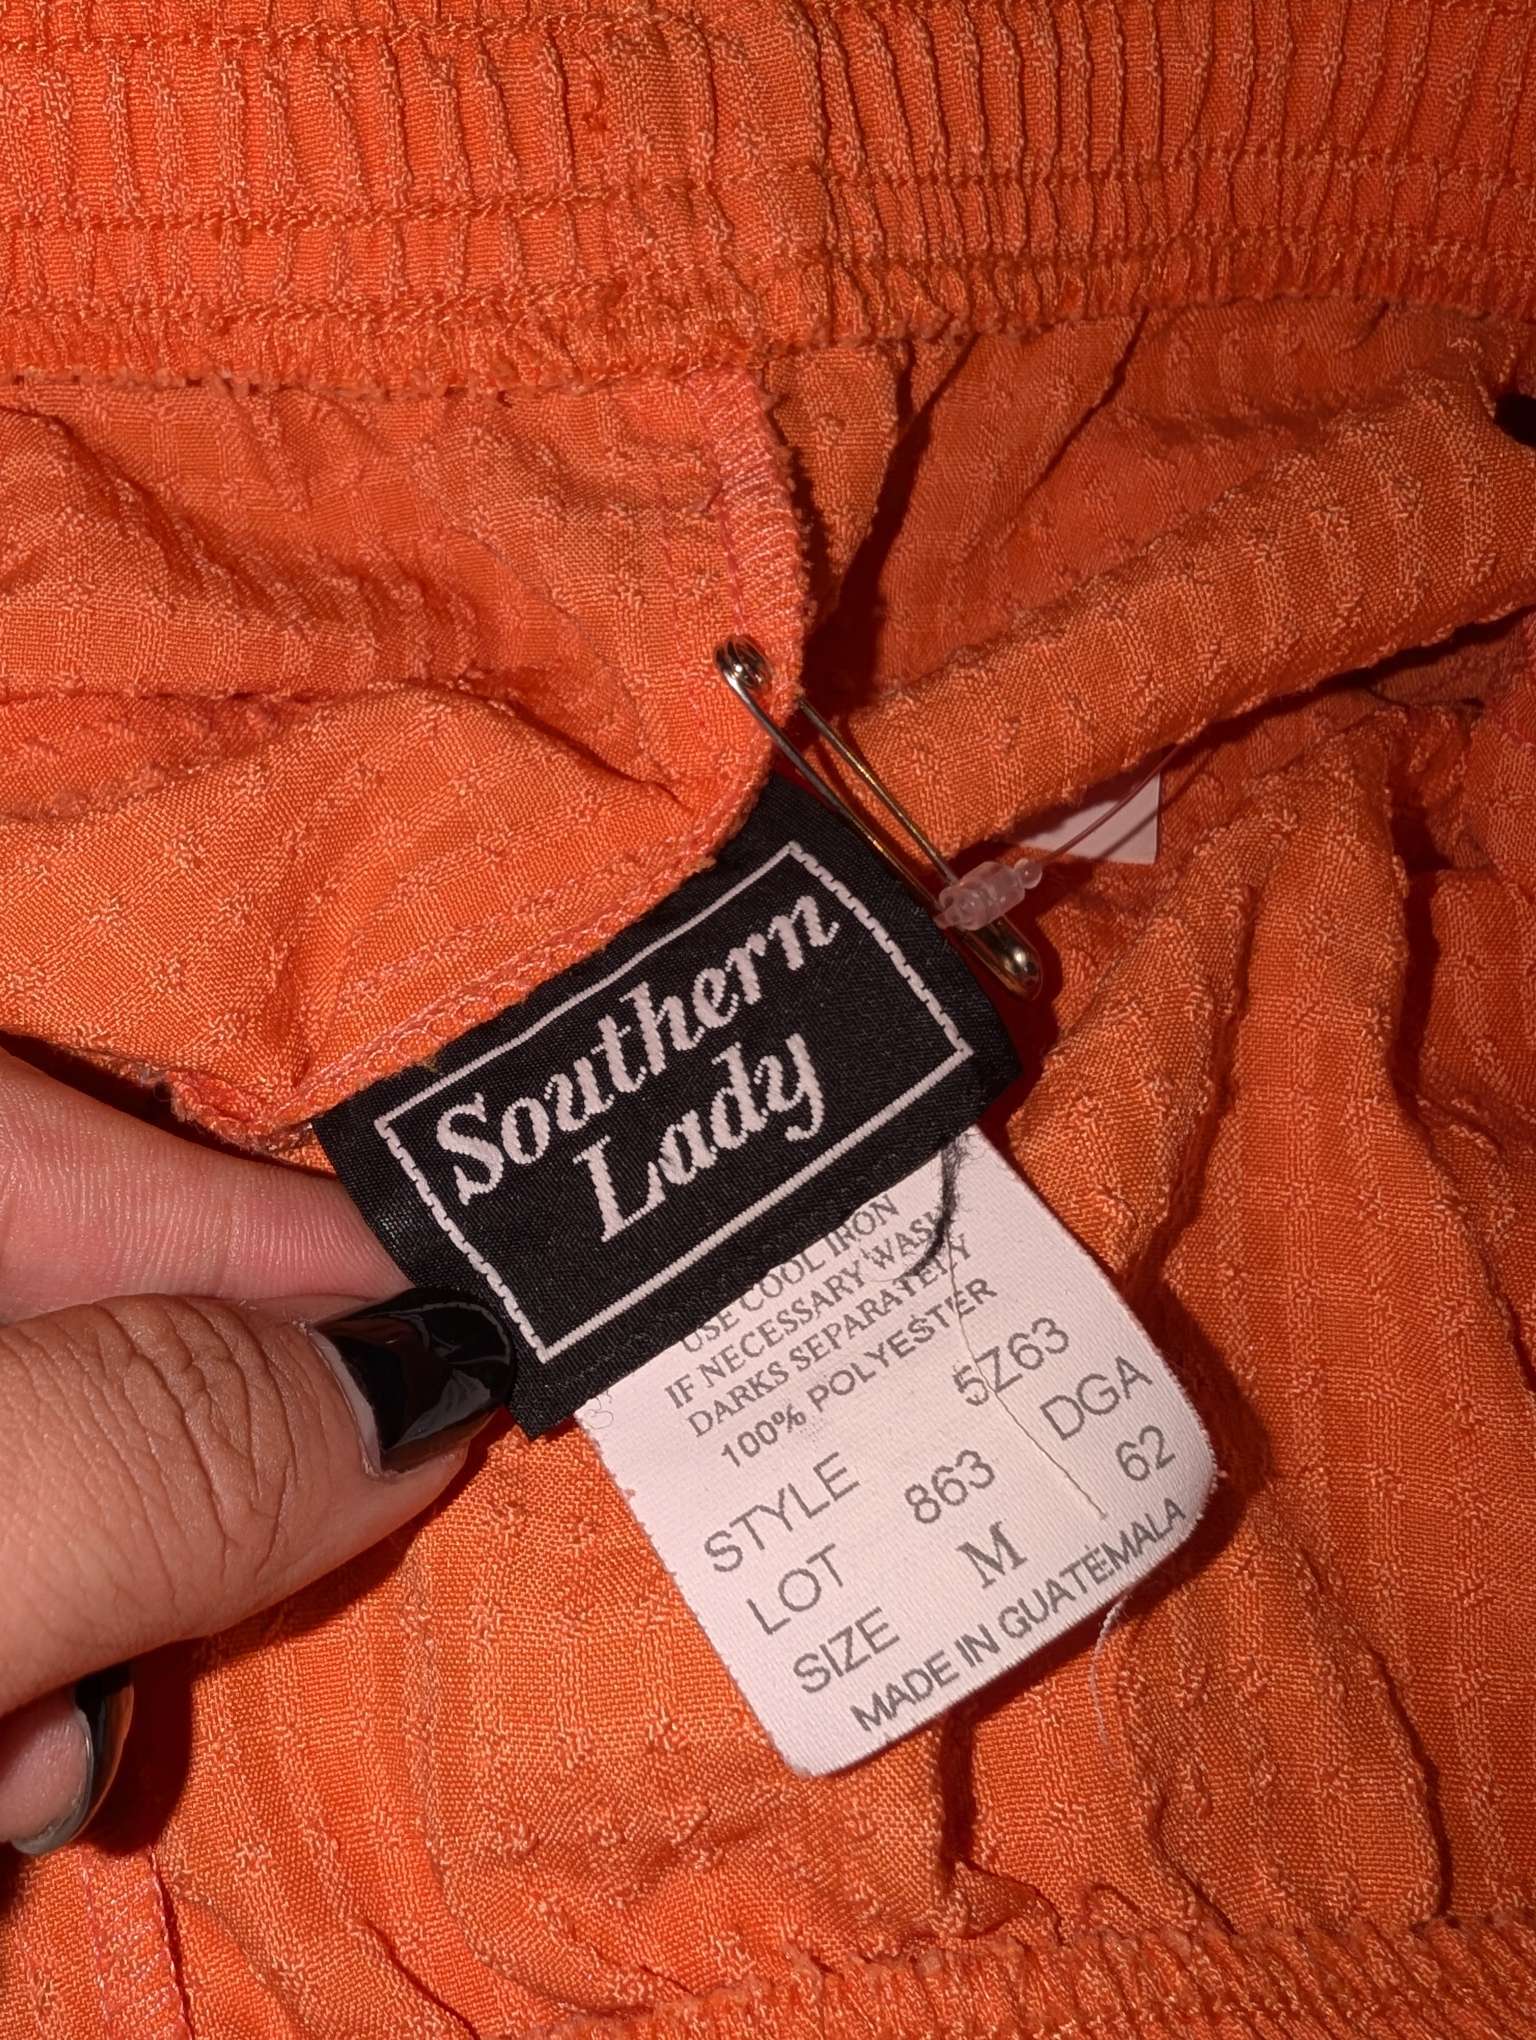 Southern
Lady
USE COOL IRON
IF NECESSARY WASH
DARKS SEPARATELY
100% POLYESTER
STYLE 5Z63
LOT 863 DGA
SIZE M 62
MADE IN GUATEMALA